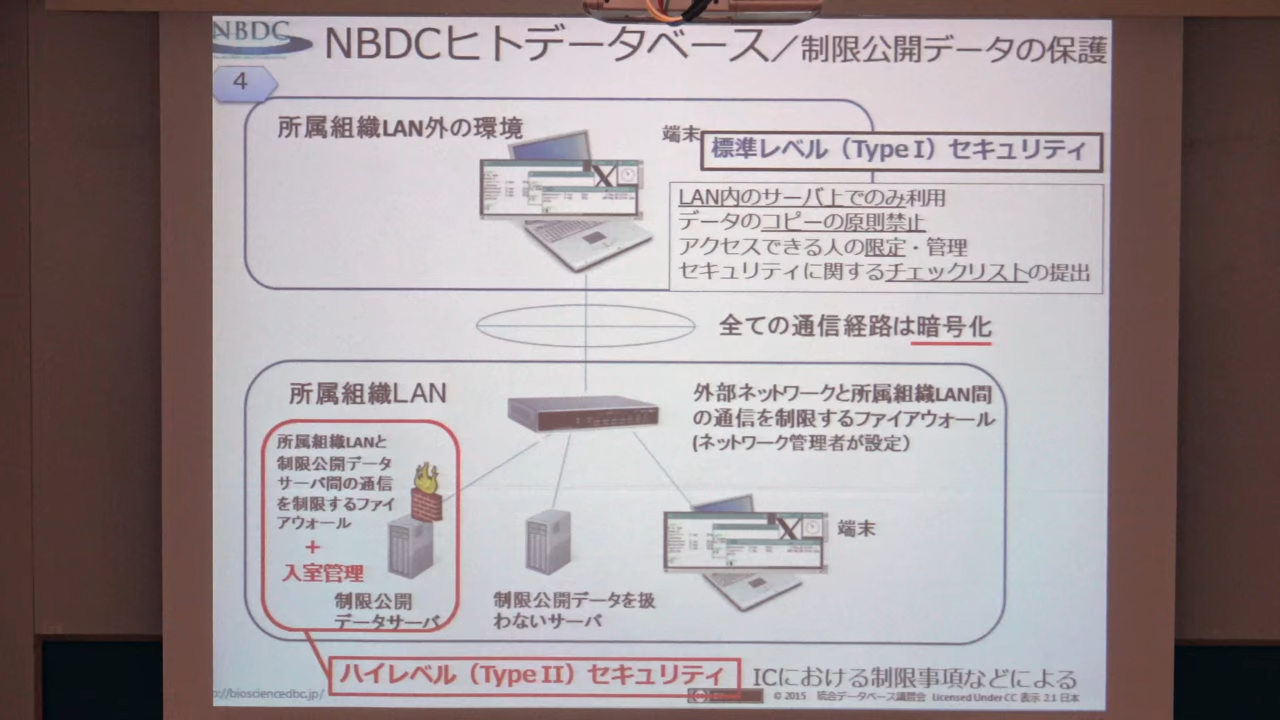 NBDC
NBDCヒトデータベース／制限公開データの保護
4
所属組織LAN外の環境
端末
標準レベル（Type I）セキュリティ
LAN内のサーバ上でのみ利用
データのコピーの原則禁止
アクセスできる人の限定・管理
セキュリティに関するチェックリストの提出
全ての通信経路は暗号化
所属組織LAN
外部ネットワークと所属組織LAN間
の通信を制限するファイアウォール
(ネットワーク管理者が設定)
所属組織LANと
制限公開データ
サーバ間の通信
を制限するファイ
アウォール
+
入室管理
制限公開
データサーバ
制限公開データを扱
わないサーバ
端末
ハイレベル（Type II）セキュリティ
ICにおける制限事項などによる
://biosciencedbc.jp/
© 2015 統合データベース講習会 Licensed Under CC 表示 2.1 日本